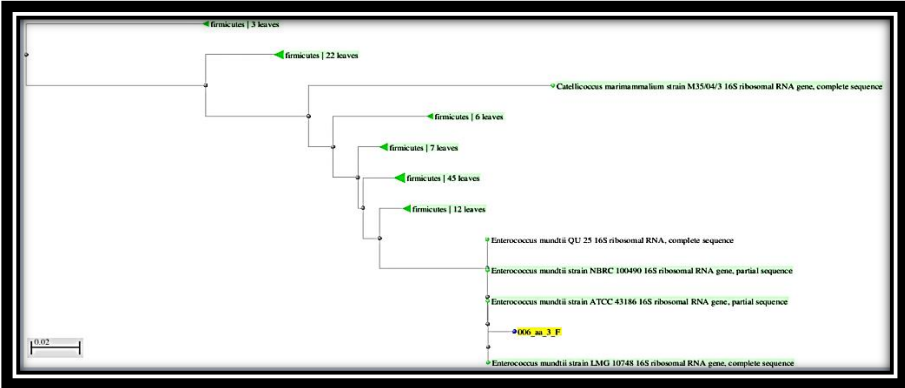 firmicutes | 3 leaves
firmicutes | 22 leaves
Catellicoccus marimammalium strain M35/04/3 16S ribosomal RNA gene, complete sequence
firmicutes | 6 leaves
firmicutes | 7 leaves
firmicutes | 45 leaves
firmicutes | 12 leaves
Enterococcus mundtii QU 25 16S ribosomal RNA, complete sequence
Enterococcus mundtii strain NBRC 100490 16S ribosomal RNA gene, partial sequence
Enterococcus mundtii strain ATCC 43186 16S ribosomal RNA gene, partial sequence
006_aa_3_F
0.02
Enterococcus mundtii strain LMG 10748 16S ribosomal RNA gene, complete sequence